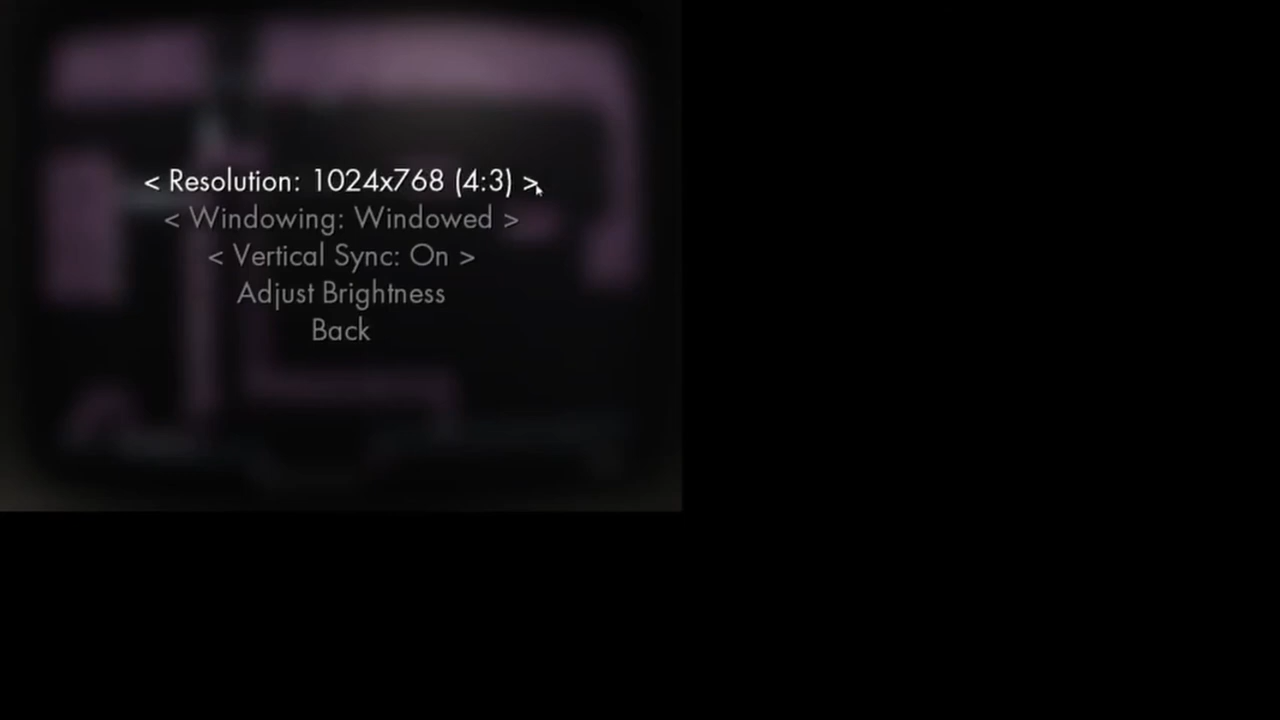 < Resolution: 1024x768 (4:3) >
< Windowing: Windowed >
< Vertical Sync: On >
Adjust Brightness
Back